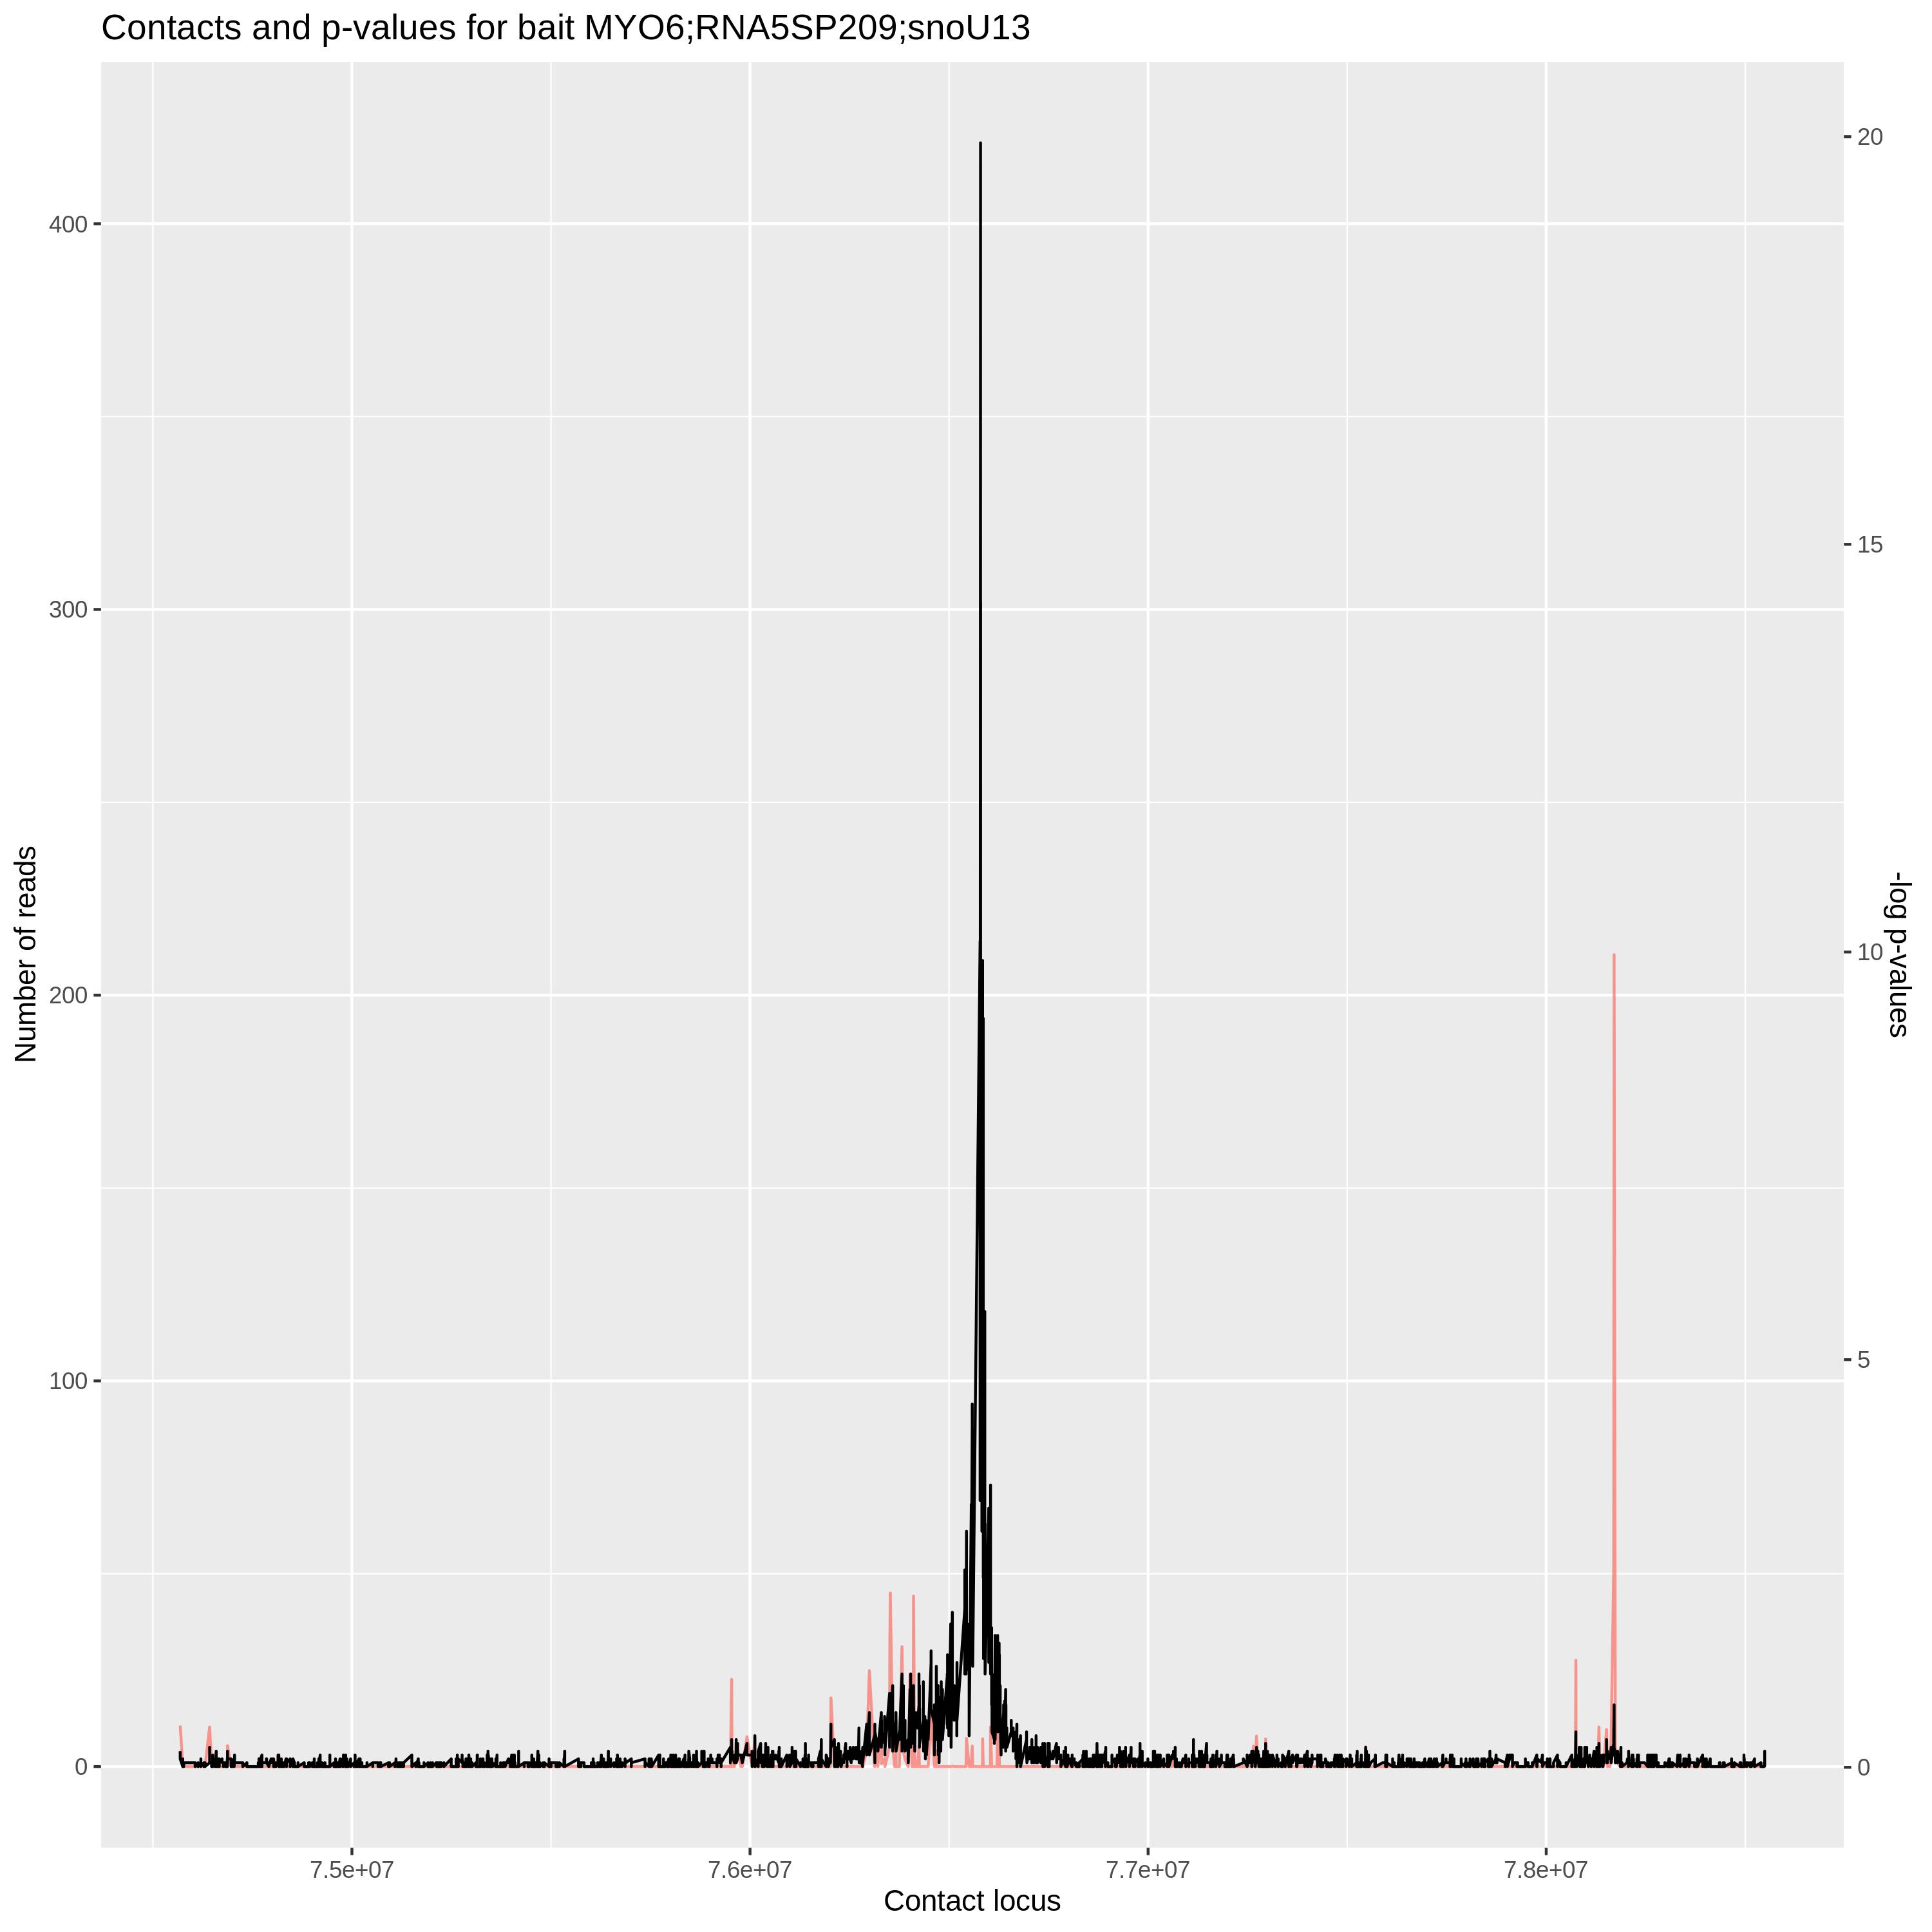 Contacts and p-values for bait MYO6;RNA5SP209;snoU13
400
300
200
100
0
Number of reads
20
15
10
5
0
-log p-values
7.5e+07
7.6e+07
7.7e+07
7.8e+07
Contact locus